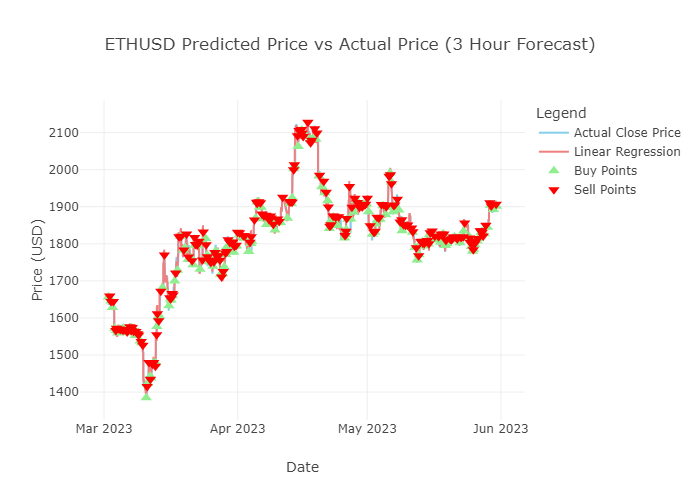 ETHUSD Predicted Price vs Actual Price (3 Hour Forecast)
Legend
Actual Close Price
Linear Regression
Buy Points
Sell Points
2100
2000
1900
1800
1700
1600
1500
1400
Price (USD)
Mar 2023
Apr 2023
May 2023
Jun 2023
Date